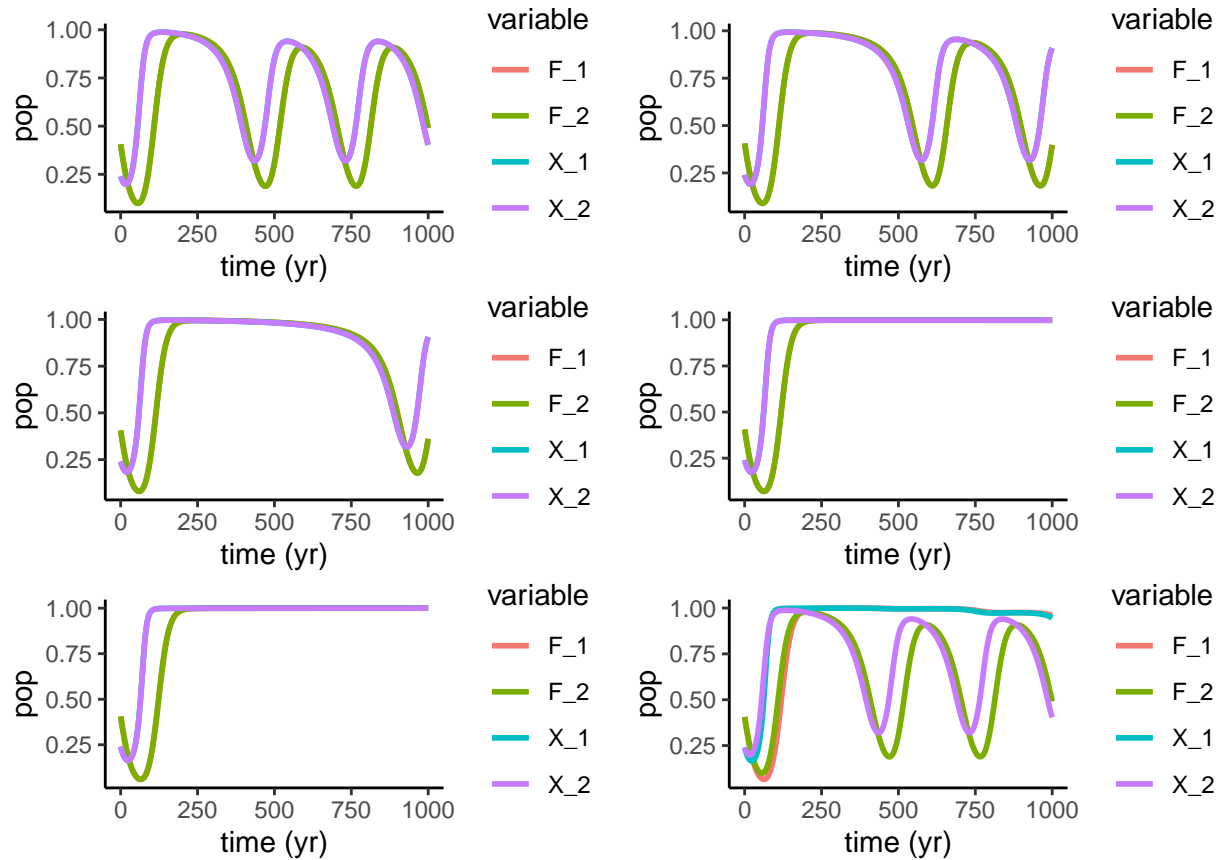 variable
1.00
0.75
0.50
0.25
pop
0
250
500
750
1000
time (yr)
F_1
F_2
X_1
X_2
variable
1.00
0.75
0.50
0.25
pop
0
250
500
750
1000
time (yr)
F_1
F_2
X_1
X_2
variable
1.00
0.75
0.50
0.25
pop
0
250
500
750
1000
time (yr)
F_1
F_2
X_1
X_2
variable
1.00
0.75
0.50
0.25
pop
0
250
500
750
1000
time (yr)
F_1
F_2
X_1
X_2
variable
1.00
0.75
0.50
0.25
pop
0
250
500
750
1000
time (yr)
F_1
F_2
X_1
X_2
variable
1.00
0.75
0.50
0.25
pop
0
250
500
750
1000
time (yr)
F_1
F_2
X_1
X_2